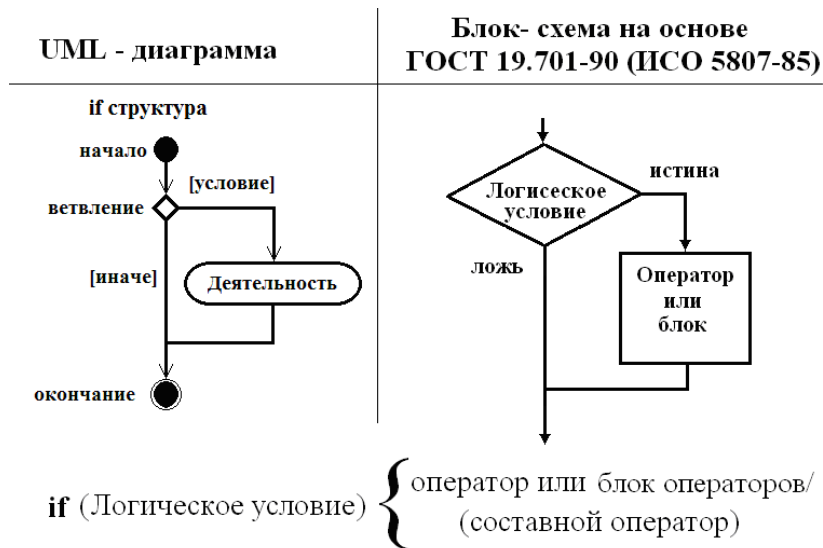 UML - диаграмма
Блок- схема на основе
ГОСТ 19.701-90 (ИСО 5807-85)
if структура
начало
[условие]
ветвление
[иначе]
Деятельность
окончание
Логисеское
условие
истина
ложь
Оператор
или
блок
if (Логическое условие) { оператор или блок операторов/
(составной оператор)